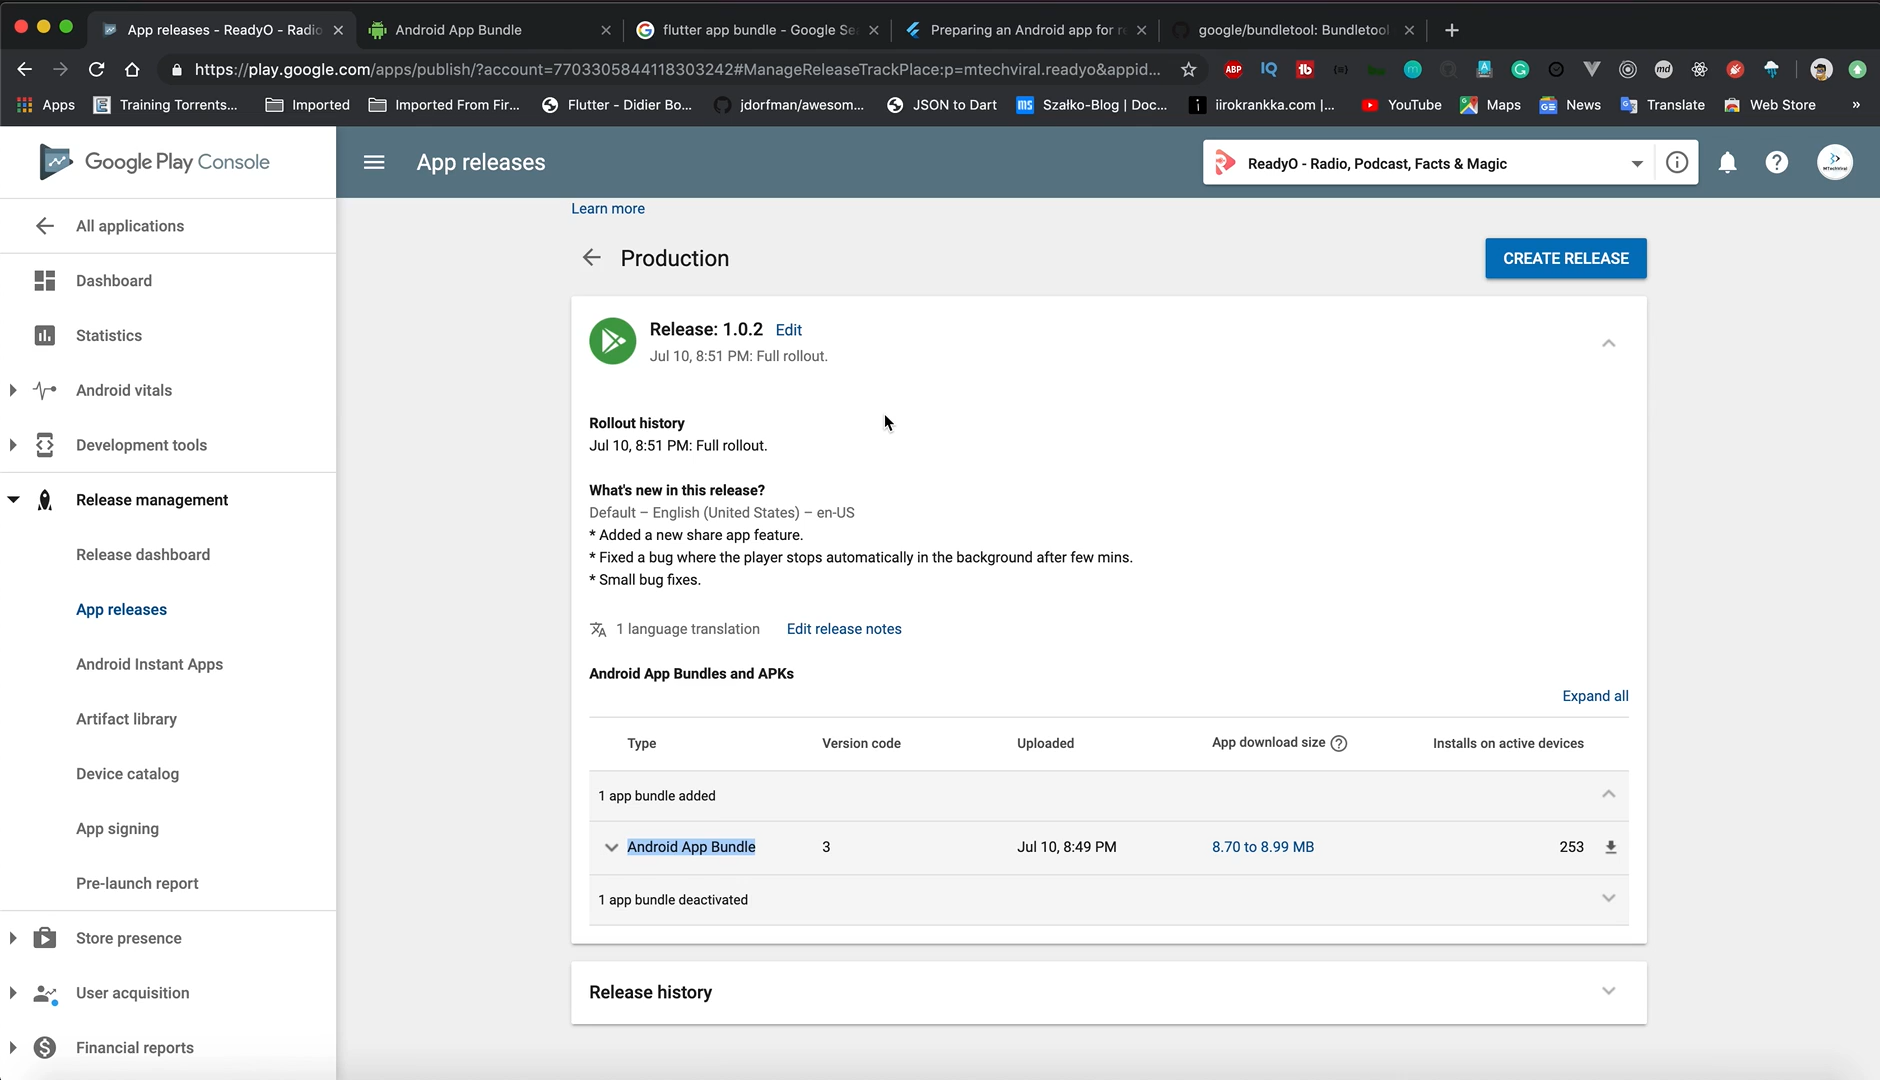 App releases - ReadyO - Radio
Android App Bundle
flutter app bundle - Google Se
Preparing an Android app for re
google/bundletool: Bundletool
https://play.google.com/apps/publish/?account=7703305844118303242#ManageReleaseTrackPlace:p=mtechviral.readyo&appid...
ABP
IQ
tb
md
Apps
Training Torrents...
Imported
Imported From Fir...
Flutter - Didier Bo...
jdorfman/awesom...
JSON to Dart
ms
Szałko-Blog | Doc...
iirokrankka.com |...
YouTube
Maps
News
Translate
Web Store
»
Google Play Console
App releases
ReadyO - Radio, Podcast, Facts & Magic
MTechViral
All applications
Dashboard
Statistics
Android vitals
Development tools
Release management
Release dashboard
App releases
Android Instant Apps
Artifact library
Device catalog
App signing
Pre-launch report
Store presence
User acquisition
Financial reports
Learn more
Production
CREATE RELEASE
Release: 1.0.2 Edit
Jul 10, 8:51 PM: Full rollout.
Rollout history
Jul 10, 8:51 PM: Full rollout.
What's new in this release?
Default – English (United States) – en-US
* Added a new share app feature.
* Fixed a bug where the player stops automatically in the background after few mins.
* Small bug fixes.
1 language translation Edit release notes
Android App Bundles and APKs
Expand all
Type Version code Uploaded App download size Installs on active devices
1 app bundle added
Android App Bundle 3 Jul 10, 8:49 PM 8.70 to 8.99 MB 253
1 app bundle deactivated
Release history